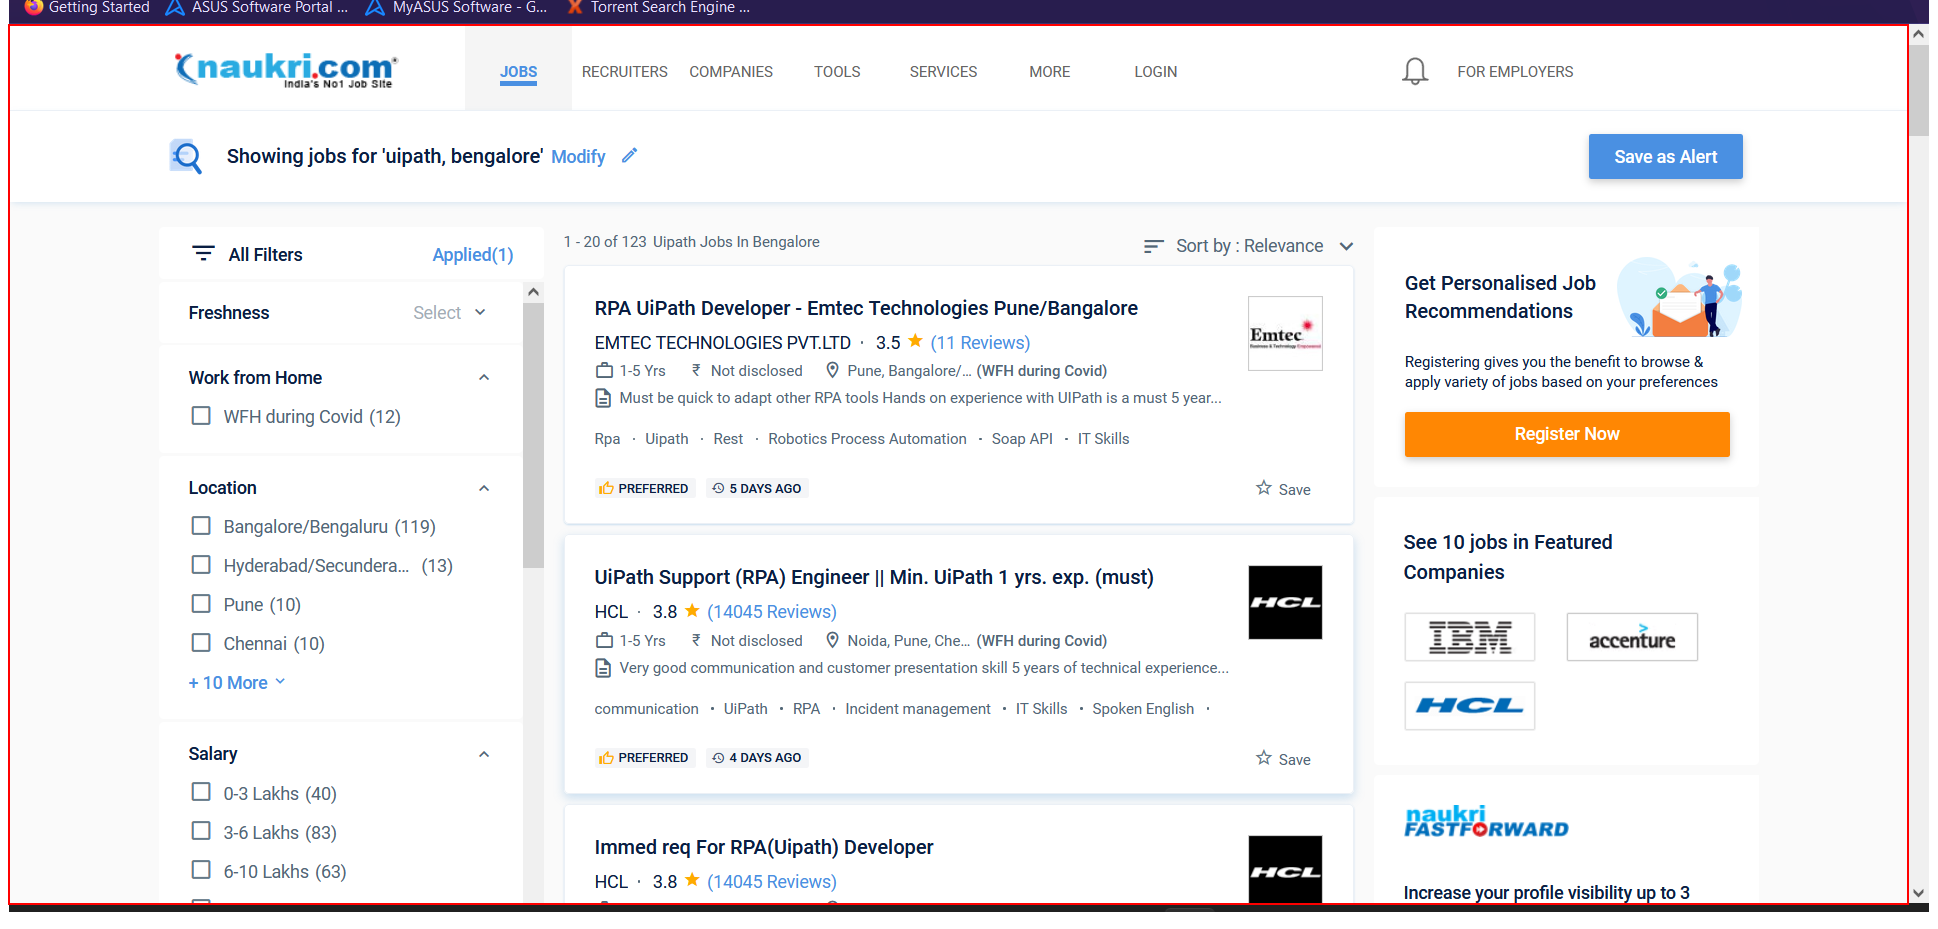 Getting Started ASUS Software Portal ... MyASUS Software - G... Torrent Search Engine ...
naukri.com
India's No1 Job Site
JOBS RECRUITERS COMPANIES TOOLS SERVICES MORE LOGIN FOR EMPLOYERS
Showing jobs for 'uipath, bengalore' Modify
Save as Alert
All Filters Applied(1)
Freshness Select
Work from Home
WFH during Covid (12)
Location
Bangalore/Bengaluru (119)
Hyderabad/Secundera... (13)
Pune (10)
Chennai (10)
+ 10 More
Salary
0-3 Lakhs (40)
3-6 Lakhs (83)
6-10 Lakhs (63)
1 - 20 of 123 Uipath Jobs In Bengalore
Sort by : Relevance
RPA UiPath Developer - Emtec Technologies Pune/Bangalore
EMTEC TECHNOLOGIES PVT.LTD · 3.5 (11 Reviews)
1-5 Yrs ₹ Not disclosed Pune, Bangalore/... (WFH during Covid)
Must be quick to adapt other RPA tools Hands on experience with UIPath is a must 5 year...
Rpa · Uipath · Rest · Robotics Process Automation · Soap API · IT Skills
PREFERRED 5 DAYS AGO
Save
Emtec
UiPath Support (RPA) Engineer || Min. UiPath 1 yrs. exp. (must)
HCL · 3.8 (14045 Reviews)
1-5 Yrs ₹ Not disclosed Noida, Pune, Che... (WFH during Covid)
Very good communication and customer presentation skill 5 years of technical experience...
communication · UiPath · RPA · Incident management · IT Skills · Spoken English ·
PREFERRED 4 DAYS AGO
Save
HCL
Immed req For RPA(Uipath) Developer
HCL · 3.8 (14045 Reviews)
HCL
Get Personalised Job
Recommendations
Registering gives you the benefit to browse &
apply variety of jobs based on your preferences
Register Now
See 10 jobs in Featured
Companies
IBM accenture
HCL
naukri
FASTFORWARD
Increase your profile visibility up to 3